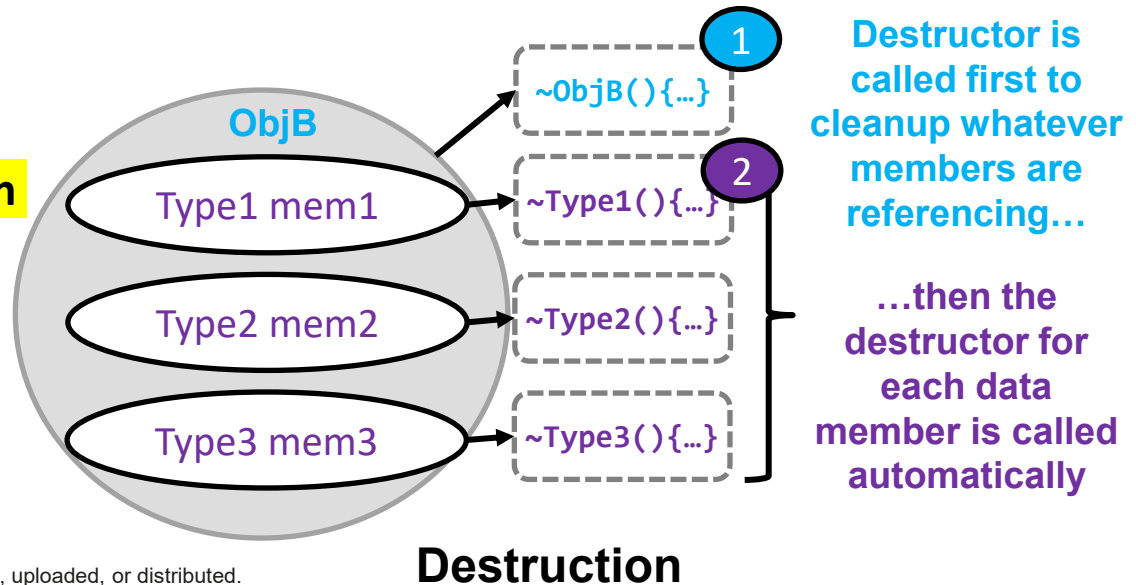 1
~ObjB(){…}
Destructor is
called first to
cleanup whatever
members are
referencing…
ObjB
Type1 mem1
~Type1(){…}
2
Type2 mem2
~Type2(){…}
Type3 mem3
~Type3(){…}
…then the
destructor for
each data
member is called
automatically
Destruction
, uploaded, or distributed.